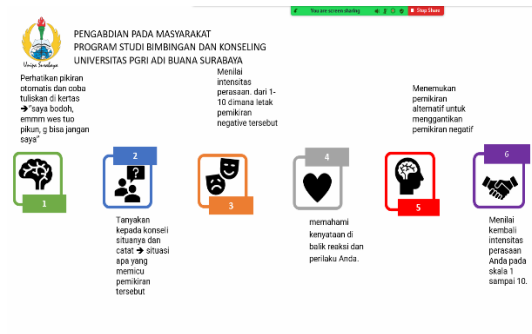 You are screen sharing
Stop Share
PENGABDIAN PADA MASYARAKAT
PROGRAM STUDI BIMBINGAN DAN KONSELING
UNIVERSITAS PGRI ADI BUANA SURABAYA
Unipa Surabaya
Perhatikan pikiran
otomatis dan coba
tuliskan di kertas
→"saya bodoh,
emmm wes tuo
pikun, g bisa jangan
saya"
1
2
Tanyakan
kepada konseli
situanya dan
catat → situasi
apa yang
memicu
pemikiran
tersebut
Menilai
intensitas
perasaan. dari 1-
10 dimana letak
pemikiran
negative tersebut
3
4
memahami
kenyataan di
balik reaksi dan
perilaku Anda.
Menemukan
pemikiran
alternatif untuk
menggantikan
pemikiran negatif
5
6
Menilai
kembali
intensitas
perasaan
Anda pada
skala 1
sampai 10.